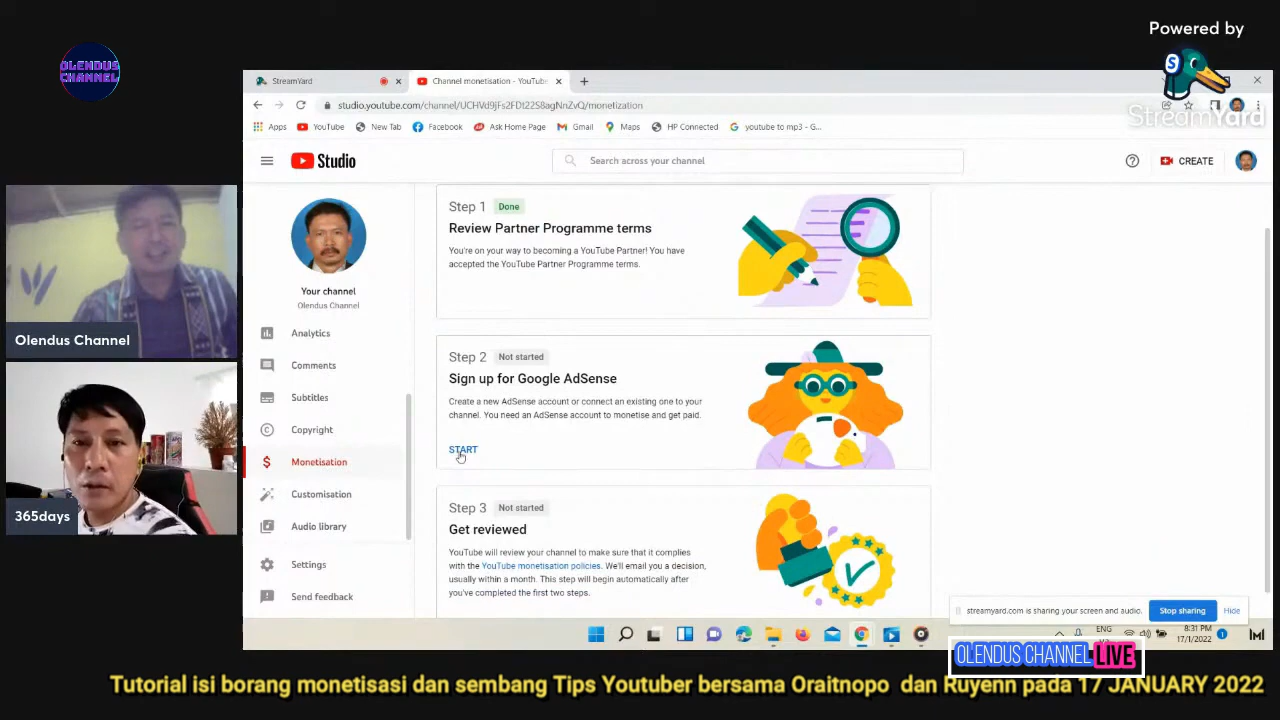 Powered by
StreamYard
OLENDUS
CHANNEL
StreamYard
Channel monetisation - YouTube
studio.youtube.com/channel/UCHVd9jFs2FDt22S8agNnZvQ/monetization
Apps
YouTube
New Tab
Facebook
Ask Home Page
Gmail
Maps
HP Connected
youtube to mp3 - G...
Studio
Search across your channel
CREATE
Your channel
Olendus Channel
Analytics
Comments
Subtitles
Copyright
Monetisation
Customisation
Audio library
Settings
Send feedback
Step 1 Done
Review Partner Programme terms
You're on your way to becoming a YouTube Partner! You have
accepted the YouTube Partner Programme terms.
Step 2 Not started
Sign up for Google AdSense
Create a new AdSense account or connect an existing one to your
channel. You need an AdSense account to monetise and get paid.
START
Step 3 Not started
Get reviewed
YouTube will review your channel to make sure that it complies
with the YouTube monetisation policies. We'll email you a decision,
usually within a month. This step will begin automatically after
you've completed the first two steps.
Olendus Channel
365days
streamyard.com is sharing your screen and audio.
Stop sharing
Hide
ENG
8:31 PM
17/1/2022
OLENDUS CHANNEL LIVE
Tutorial isi borang monetisasi dan sembang Tips Youtuber bersama Oraitnopo dan Ruyenn pada 17 JANUARY 2022